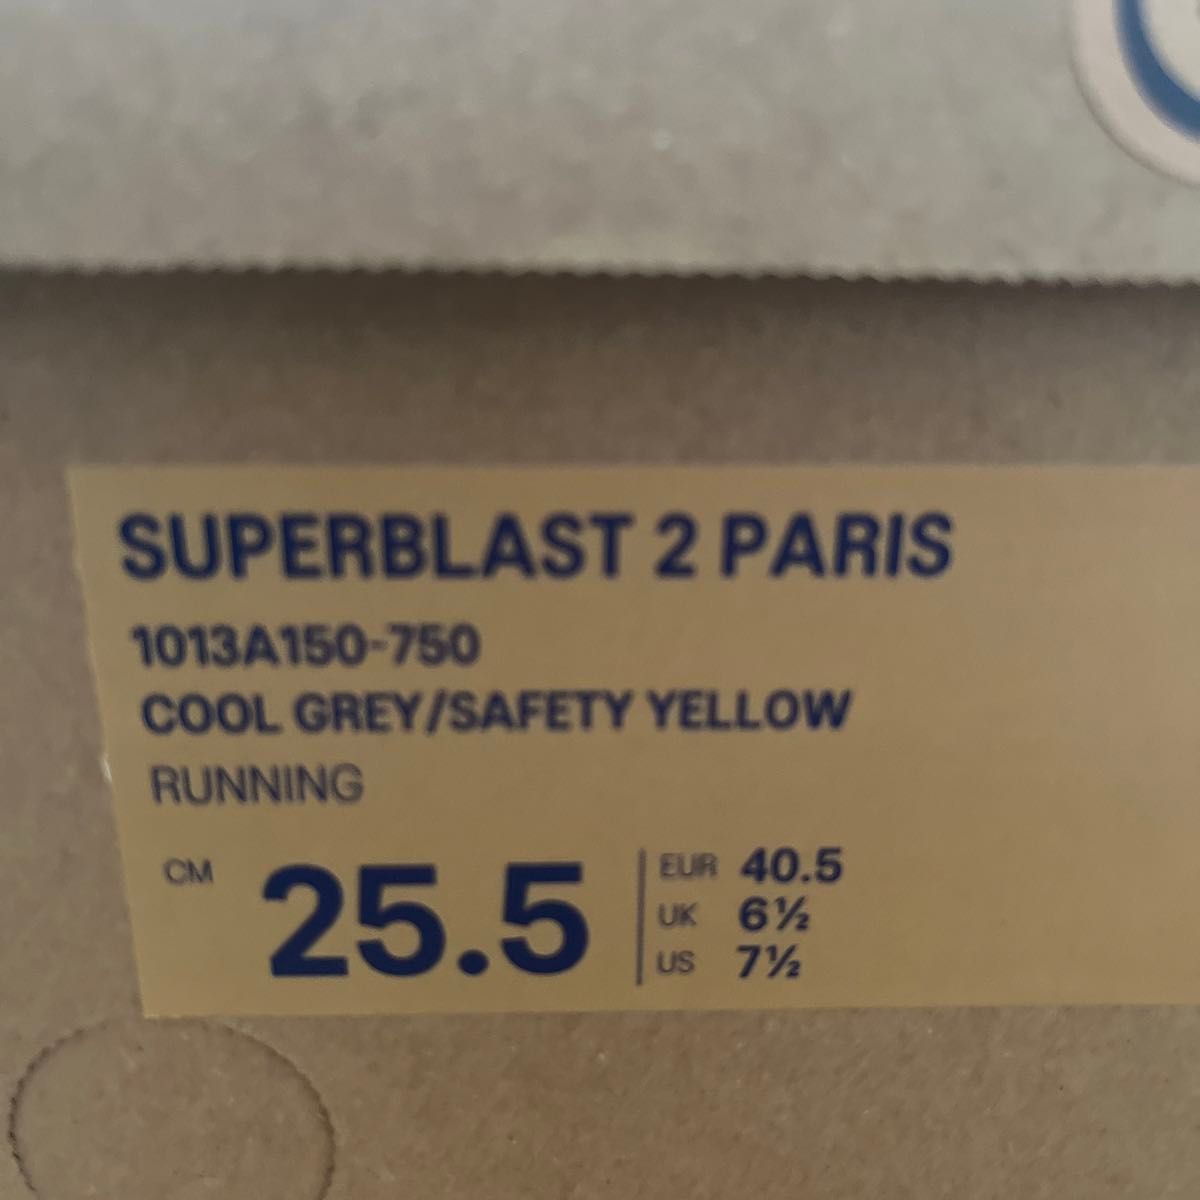 SUPERBLAST 2 PARIS
1013A150-750
COOL GREY/SAFETY YELLOW
RUNNING
CM 25.5
EUR 40.5
UK 6½
US 7½